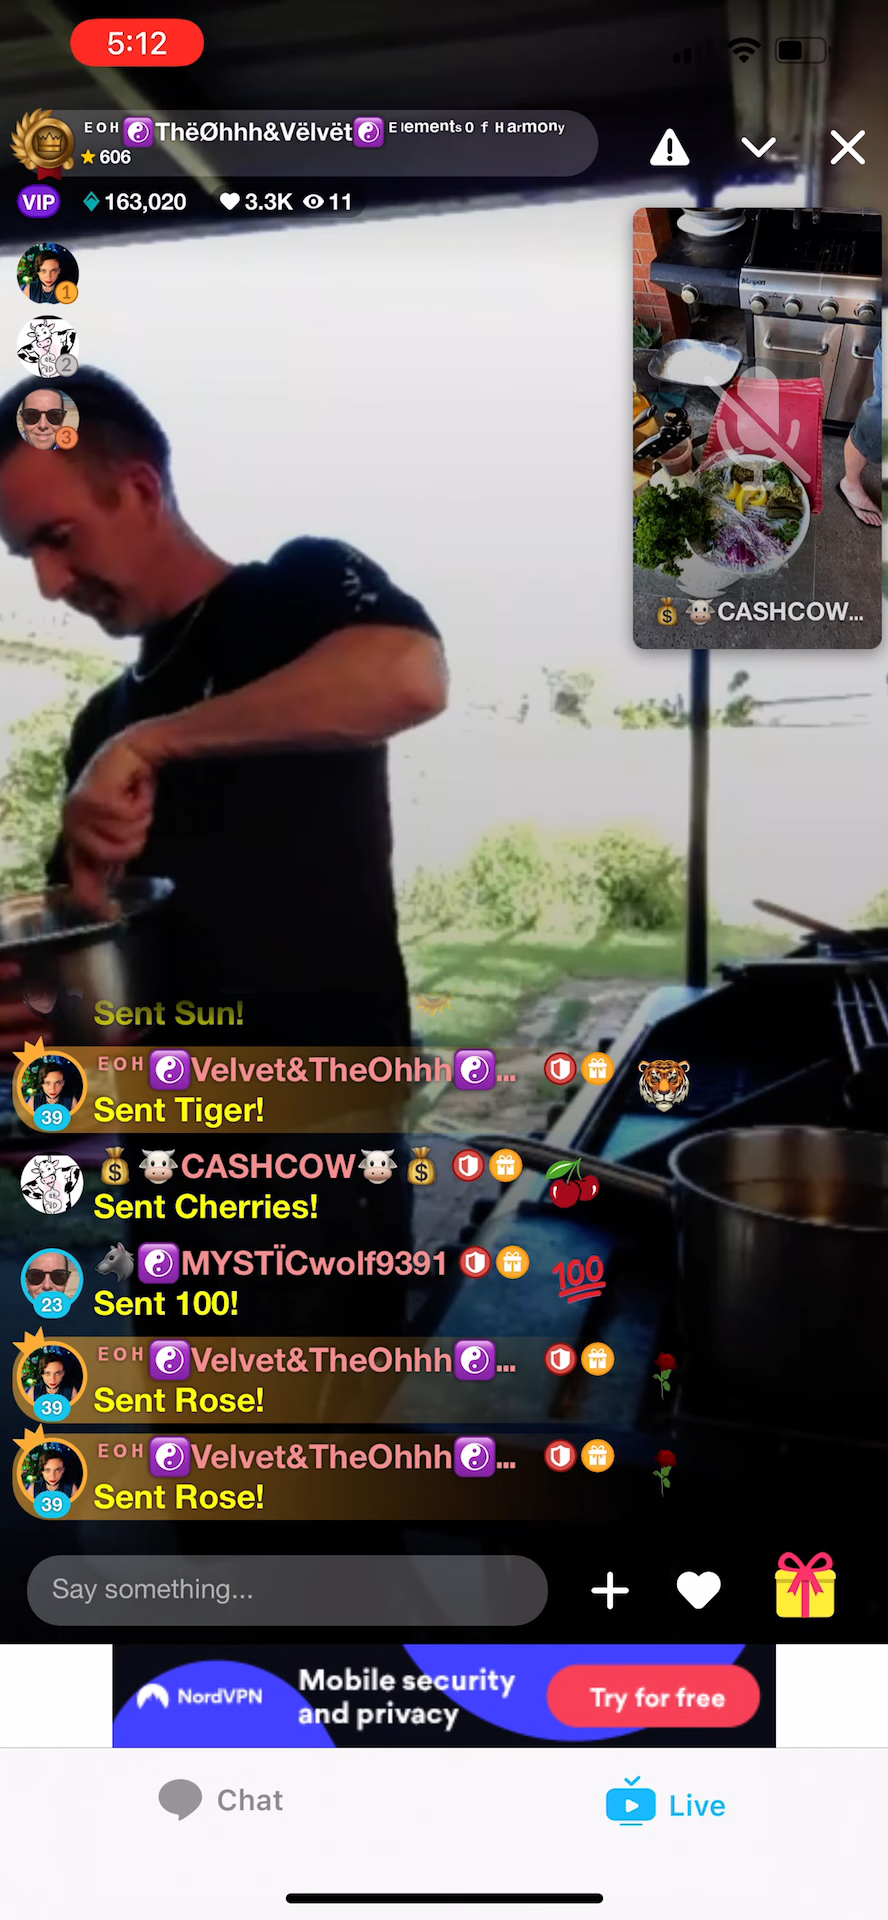 5:12
EOH ☯ThëØhhh&Vëlvët☯ Elements Of Harmony
606
VIP 163,020 3.3K 11
1
2
3
💰🐮CASHCOW...
Sent Sun!
EOH☯Velvet&TheOhhh☯...
39
Sent Tiger!
💰🐮CASHCOW🐮💰
Sent Cherries!
🐺☯MYSTÏCwolf9391
23
Sent 100!
100
EOH☯Velvet&TheOhhh☯...
39
Sent Rose!
EOH☯Velvet&TheOhhh☯...
39
Sent Rose!
Say something...
NordVPN
Mobile security
and privacy
Try for free
Chat
Live